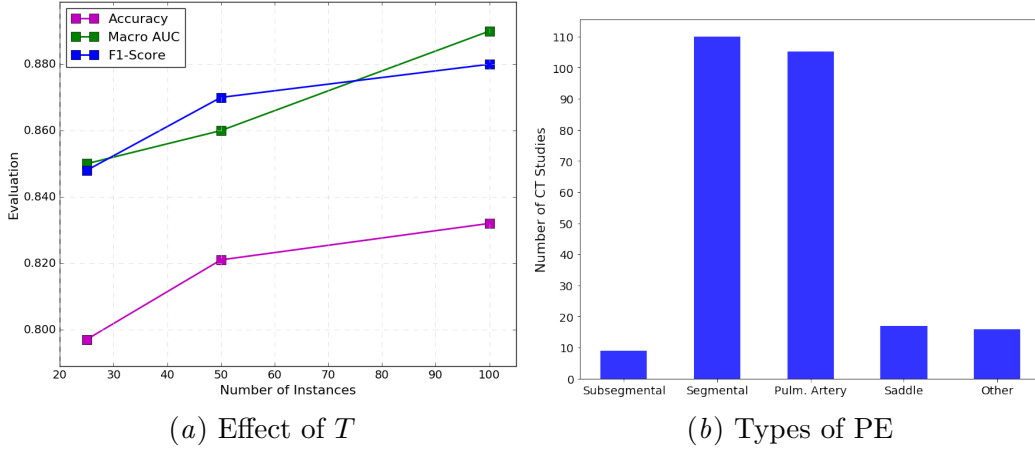 Accuracy
Macro AUC
F1-Score
Evaluation
0.880
0.860
0.840
0.820
0.800
20 30 40 50 60 70 80 90 100
Number of Instances
(a) Effect of T
Number of CT Studies
110
100
90
80
70
60
50
40
30
20
10
0
Subsegmental Segmental Pulm. Artery Saddle Other
(b) Types of PE